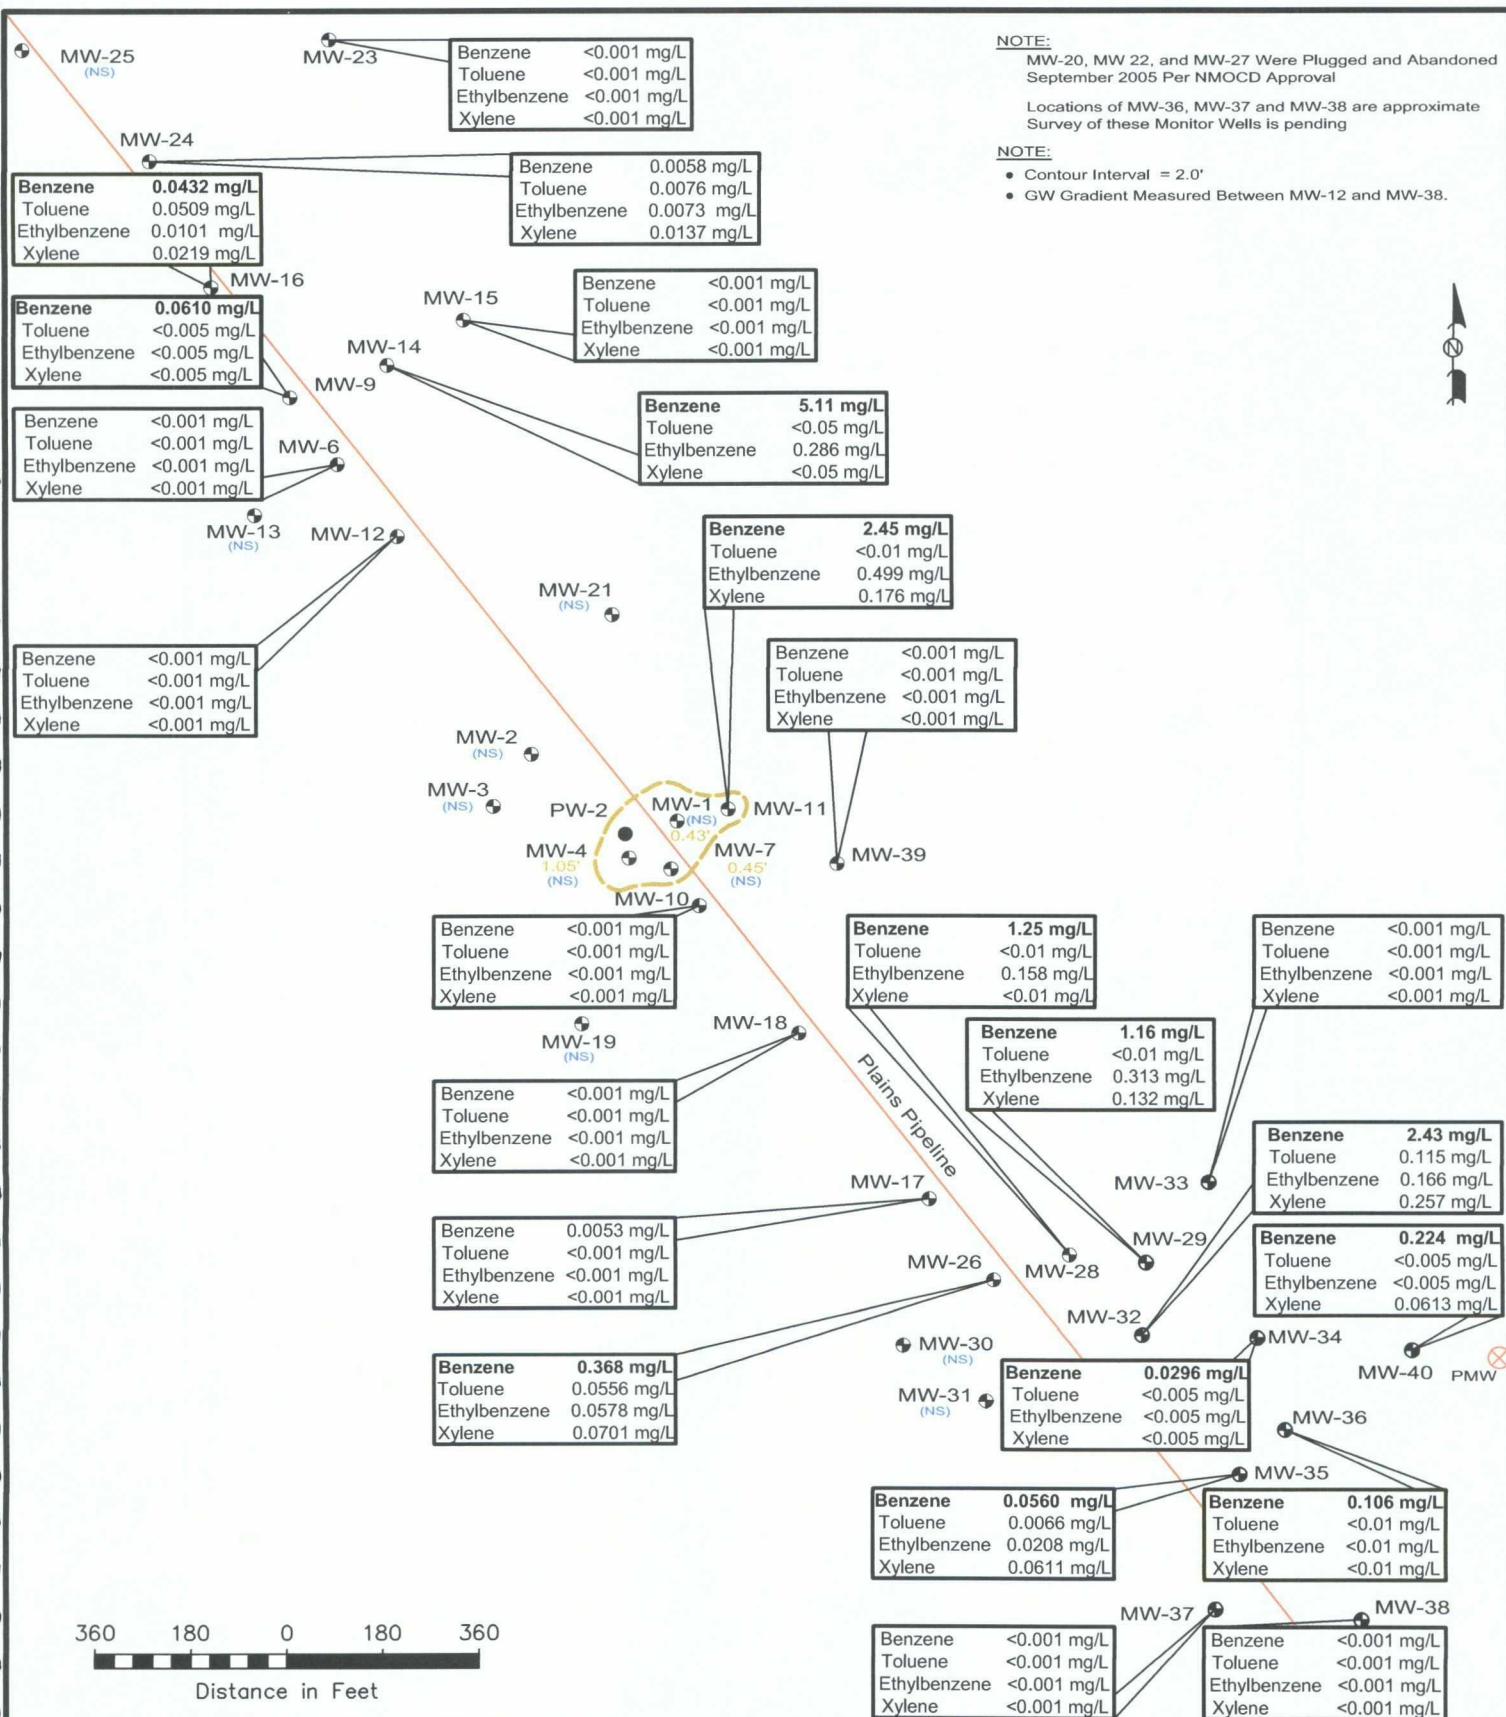 NOTE:
MW-20, MW 22, and MW-27 Were Plugged and Abandoned
September 2005 Per NMOCD Approval
Locations of MW-36, MW-37 and MW-38 are approximate
Survey of these Monitor Wells is pending
NOTE:
• Contour Interval = 2.0'
• GW Gradient Measured Between MW-12 and MW-38.
N
MW-25
(NS)
MW-23
Benzene <0.001 mg/L
Toluene <0.001 mg/L
Ethylbenzene <0.001 mg/L
Xylene <0.001 mg/L
MW-24
Benzene 0.0058 mg/L
Toluene 0.0076 mg/L
Ethylbenzene 0.0073 mg/L
Xylene 0.0137 mg/L
Benzene 0.0432 mg/L
Toluene 0.0509 mg/L
Ethylbenzene 0.0101 mg/L
Xylene 0.0219 mg/L
MW-16
Benzene 0.0610 mg/L
Toluene <0.005 mg/L
Ethylbenzene <0.005 mg/L
Xylene <0.005 mg/L
MW-9
MW-15
Benzene <0.001 mg/L
Toluene <0.001 mg/L
Ethylbenzene <0.001 mg/L
Xylene <0.001 mg/L
MW-14
Benzene 5.11 mg/L
Toluene <0.05 mg/L
Ethylbenzene 0.286 mg/L
Xylene <0.05 mg/L
Benzene <0.001 mg/L
Toluene <0.001 mg/L
Ethylbenzene <0.001 mg/L
Xylene <0.001 mg/L
MW-6
MW-13
(NS)
MW-12
Benzene <0.001 mg/L
Toluene <0.001 mg/L
Ethylbenzene <0.001 mg/L
Xylene <0.001 mg/L
MW-21
(NS)
Benzene 2.45 mg/L
Toluene <0.01 mg/L
Ethylbenzene 0.499 mg/L
Xylene 0.176 mg/L
Benzene <0.001 mg/L
Toluene <0.001 mg/L
Ethylbenzene <0.001 mg/L
Xylene <0.001 mg/L
MW-2
(NS)
MW-3
(NS)
PW-2
MW-1
(NS)
0.43'
MW-11
MW-4
1.05'
(NS)
MW-7
0.45'
(NS)
MW-39
MW-10
Benzene <0.001 mg/L
Toluene <0.001 mg/L
Ethylbenzene <0.001 mg/L
Xylene <0.001 mg/L
MW-19
(NS)
MW-18
Benzene <0.001 mg/L
Toluene <0.001 mg/L
Ethylbenzene <0.001 mg/L
Xylene <0.001 mg/L
Plains Pipeline
Benzene 1.25 mg/L
Toluene <0.01 mg/L
Ethylbenzene 0.158 mg/L
Xylene <0.01 mg/L
Benzene <0.001 mg/L
Toluene <0.001 mg/L
Ethylbenzene <0.001 mg/L
Xylene <0.001 mg/L
Benzene 1.16 mg/L
Toluene <0.01 mg/L
Ethylbenzene 0.313 mg/L
Xylene 0.132 mg/L
Benzene 2.43 mg/L
Toluene 0.115 mg/L
Ethylbenzene 0.166 mg/L
Xylene 0.257 mg/L
MW-17
MW-33
Benzene 0.0053 mg/L
Toluene <0.001 mg/L
Ethylbenzene <0.001 mg/L
Xylene <0.001 mg/L
MW-26
MW-28
MW-29
Benzene 0.224 mg/L
Toluene <0.005 mg/L
Ethylbenzene <0.005 mg/L
Xylene 0.0613 mg/L
MW-32
MW-34
MW-40
PMW
MW-30
(NS)
MW-31
(NS)
Benzene 0.368 mg/L
Toluene 0.0556 mg/L
Ethylbenzene 0.0578 mg/L
Xylene 0.0701 mg/L
Benzene 0.0296 mg/L
Toluene <0.005 mg/L
Ethylbenzene <0.005 mg/L
Xylene <0.005 mg/L
MW-36
MW-35
Benzene 0.0560 mg/L
Toluene 0.0066 mg/L
Ethylbenzene 0.0208 mg/L
Xylene 0.0611 mg/L
Benzene 0.106 mg/L
Toluene <0.01 mg/L
Ethylbenzene <0.01 mg/L
Xylene <0.01 mg/L
MW-37
MW-38
Benzene <0.001 mg/L
Toluene <0.001 mg/L
Ethylbenzene <0.001 mg/L
Xylene <0.001 mg/L
Benzene <0.001 mg/L
Toluene <0.001 mg/L
Ethylbenzene <0.001 mg/L
Xylene <0.001 mg/L
360 180 0 180 360
Distance in Feet